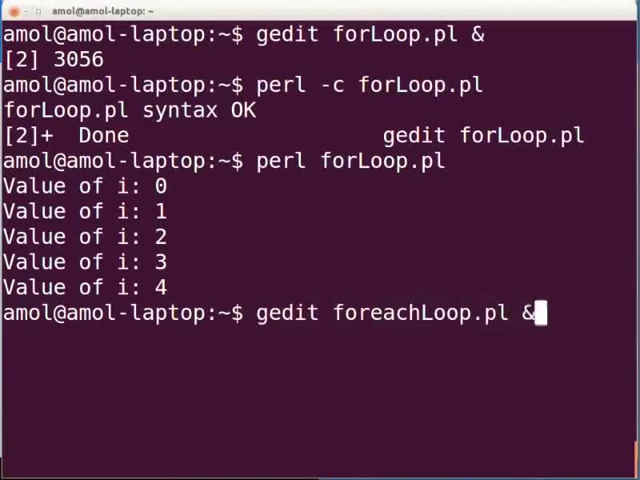 amol@amol-laptop: ~
amol@amol-laptop:~$ gedit forLoop.pl &
[2] 3056
amol@amol-laptop:~$ perl -c forLoop.pl
forLoop.pl syntax OK
[2]+  Done                    gedit forLoop.pl
amol@amol-laptop:~$ perl forLoop.pl
Value of i: 0
Value of i: 1
Value of i: 2
Value of i: 3
Value of i: 4
amol@amol-laptop:~$ gedit foreachLoop.pl &